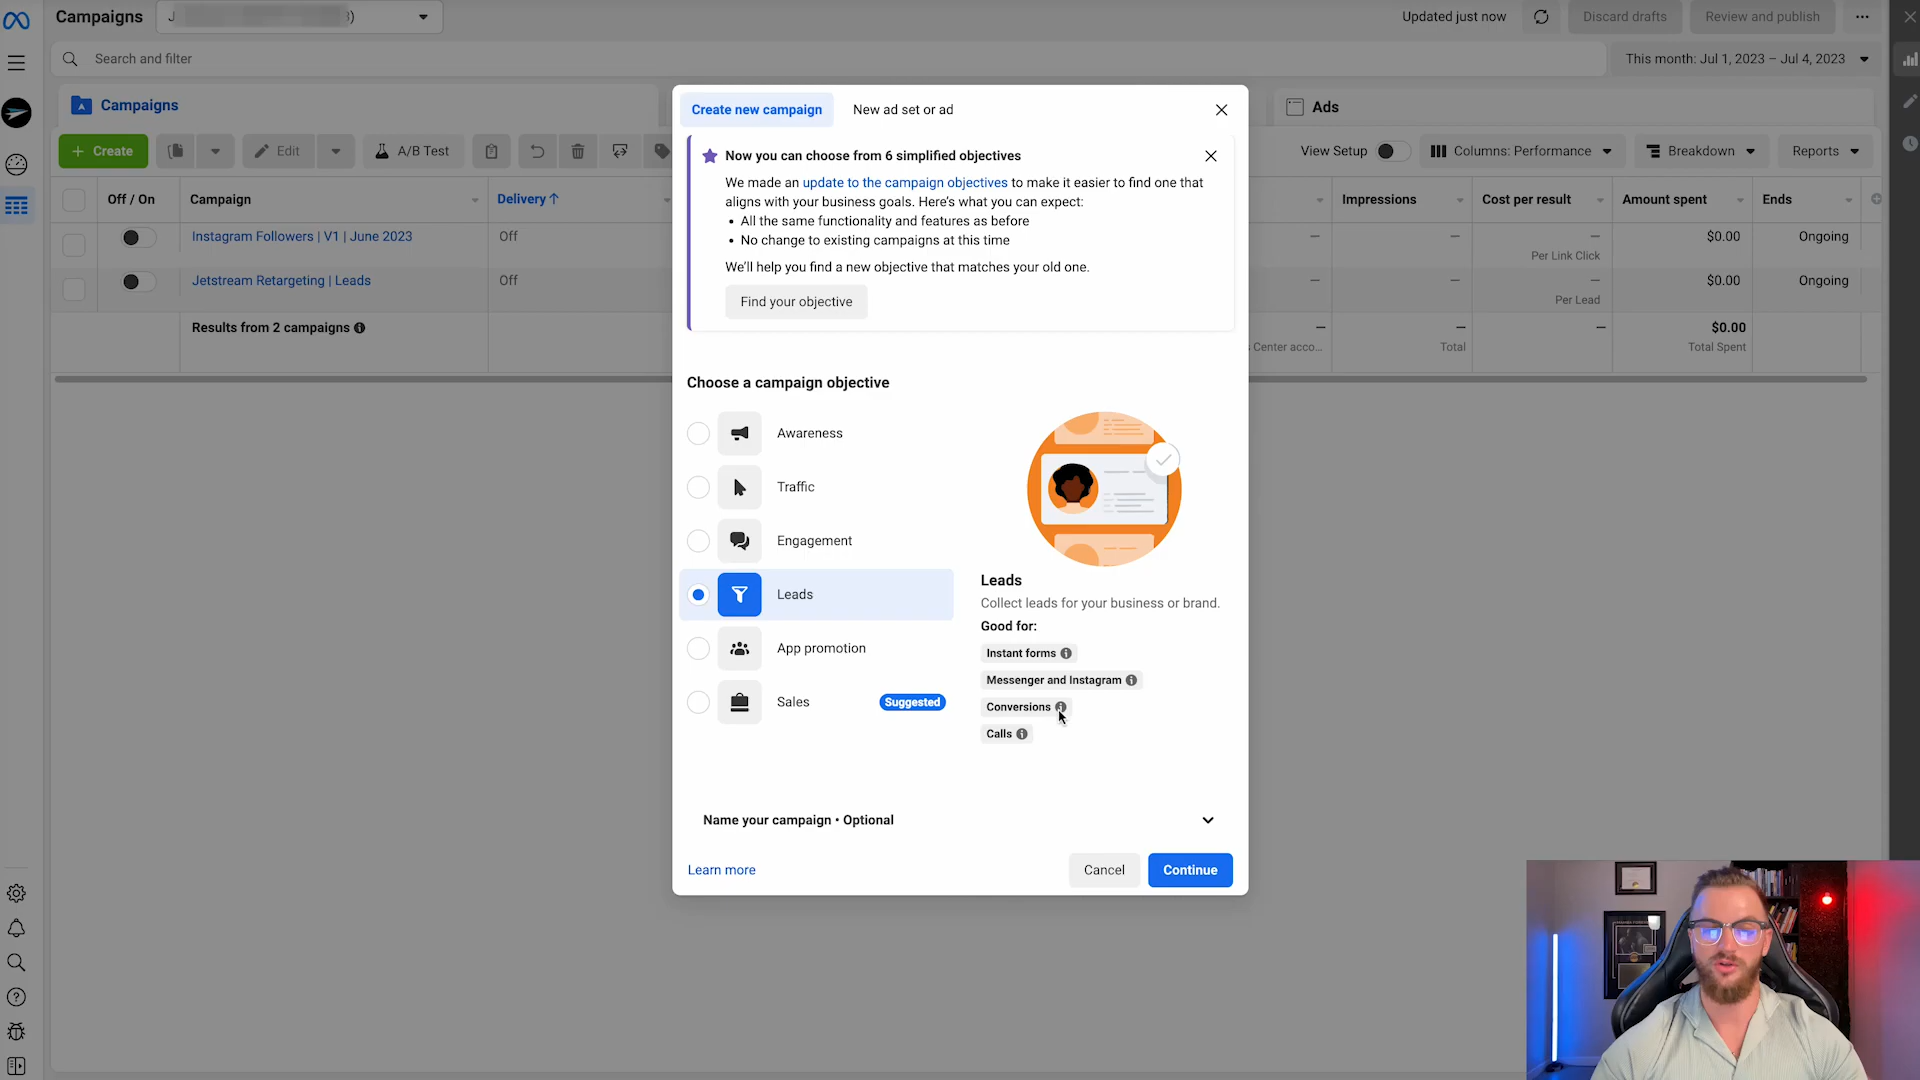 Campaigns
J
)
Updated just now
Discard drafts
Review and publish
Search and filter
This month: Jul 1, 2023 – Jul 4, 2023
Campaigns
Ads
+ Create
Edit
A/B Test
View Setup
Columns: Performance
Breakdown
Reports
Off / On
Campaign
Delivery ↑
Impressions
Cost per result
Amount spent
Ends
Instagram Followers | V1 | June 2023
Off
—
—
—
Per Link Click
$0.00
Ongoing
Jetstream Retargeting | Leads
Off
—
—
—
Per Lead
$0.00
Ongoing
Results from 2 campaigns
—
Center acco...
—
Total
—
$0.00
Total Spent
Create new campaign
New ad set or ad
Now you can choose from 6 simplified objectives
We made an update to the campaign objectives to make it easier to find one that
aligns with your business goals. Here's what you can expect:
• All the same functionality and features as before
• No change to existing campaigns at this time
We'll help you find a new objective that matches your old one.
Find your objective
Choose a campaign objective
Awareness
Traffic
Engagement
Leads
App promotion
Sales
Suggested
Leads
Collect leads for your business or brand.
Good for:
Instant forms
Messenger and Instagram
Conversions
Calls
Name your campaign • Optional
Learn more
Cancel
Continue